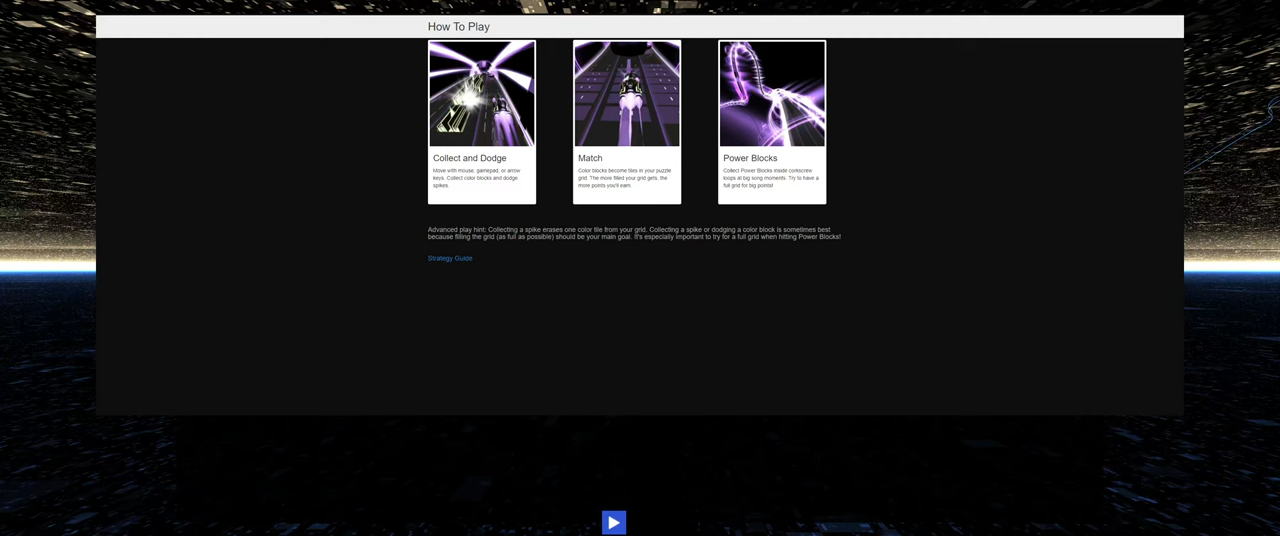 How To Play
Collect and Dodge
Move with mouse, gamepad, or arrow
keys. Collect color blocks and dodge
spikes.
Match
Color blocks become tiles in your puzzle
grid. The more filled your grid gets, the
more points you'll earn.
Power Blocks
Collect Power Blocks inside corkscrew
loops at big song moments. Try to have a
full grid for big points!
Advanced play hint: Collecting a spike erases one color tile from your grid. Collecting a spike or dodging a color block is sometimes best
because filling the grid (as full as possible) should be your main goal. It's especially important to try for a full grid when hitting Power Blocks!
Strategy Guide